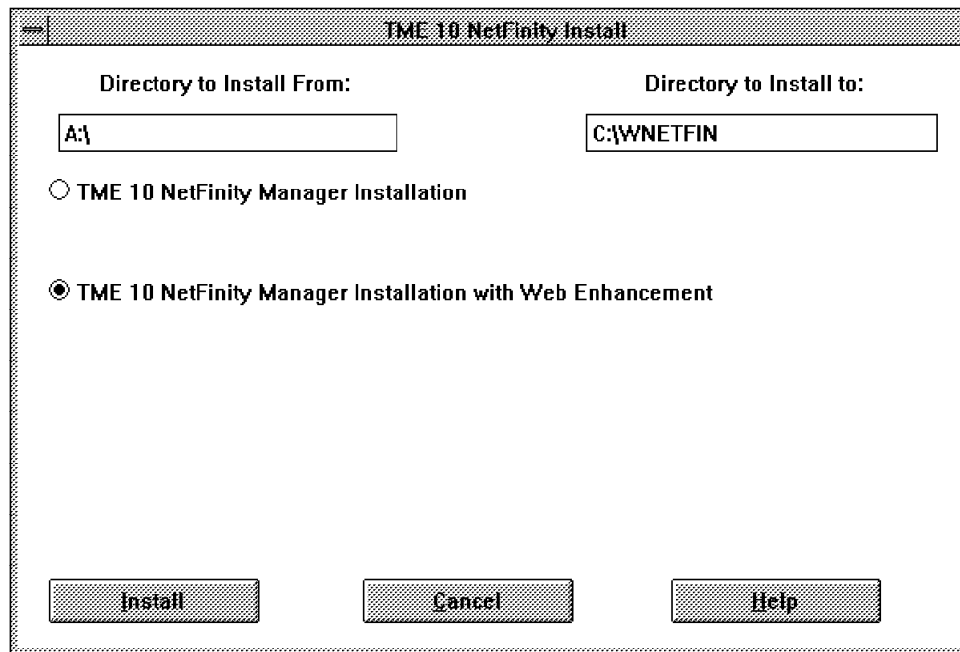 TME 10 NetFinity Install
Directory to Install From:
Directory to Install to:
A:\
C:\WNETFIN
TME 10 NetFinity Manager Installation
TME 10 NetFinity Manager Installation with Web Enhancement
Install
Cancel
Help